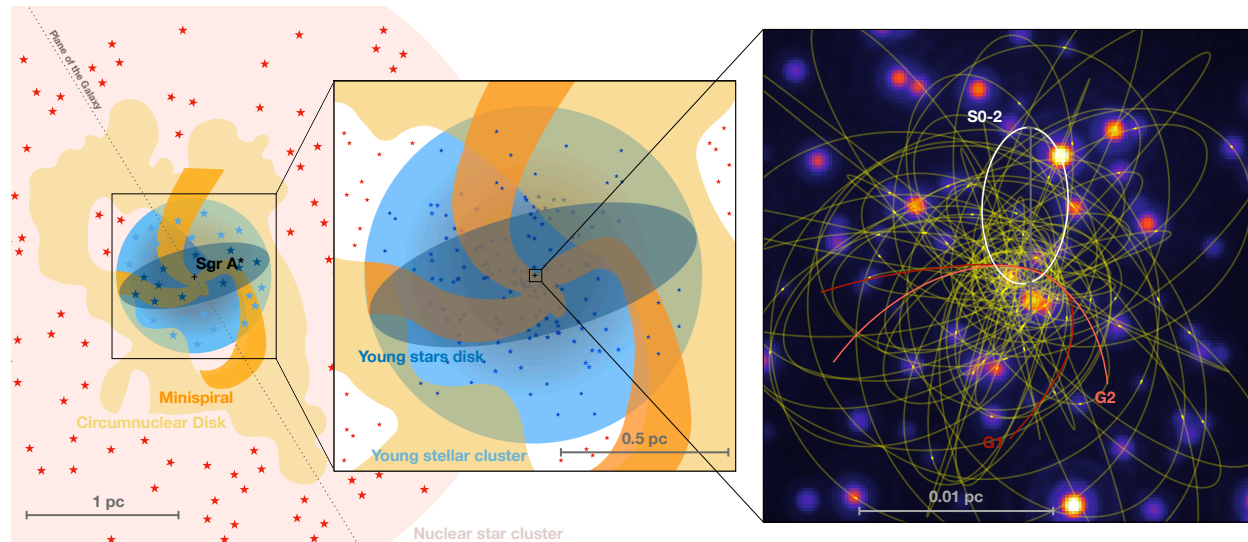 Plane of the Galaxy
Sgr A*
Minispiral
Circumnuclear Disk
1 pc
Nuclear star cluster
Young stars disk
Young stellar cluster
0.5 pc
S0-2
G2
G1
0.01 pc